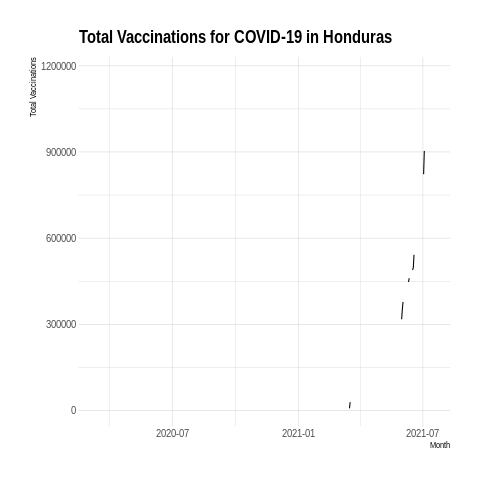 Total Vaccinations for COVID-19 in Honduras
Total Vaccinations
1200000
900000
600000
300000
0
2020-07
2021-01
2021-07
Month